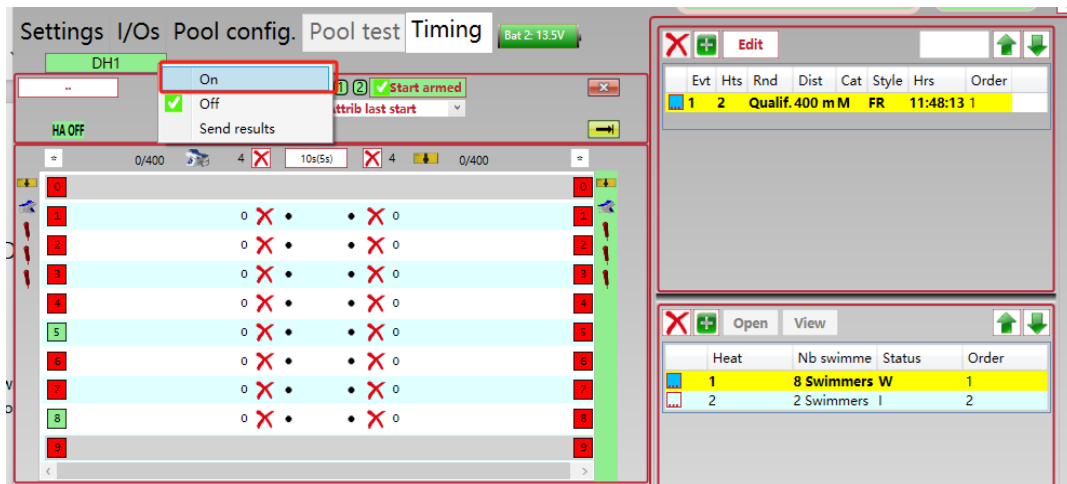 Settings I/Os Pool config. Pool test Timing Bat 2: 13.5V
DH1
On
Off
Send results
-- 1 2 Start armed
attrib last start
HA OFF
0/400 4 10s(5s) 4 0/400
0 0
1 0 0 1
2 0 0 2
3 0 0 3
4 0 0 4
5 0 0 5
6 0 0 6
7 0 0 7
8 0 0 8
9 9
Edit
Evt Hts Rnd Dist Cat Style Hrs Order
1 2 Qualif. 400 m M FR 11:48:13 1
Open View
Heat Nb swimme Status Order
1 8 Swimmers W 1
2 2 Swimmers I 2